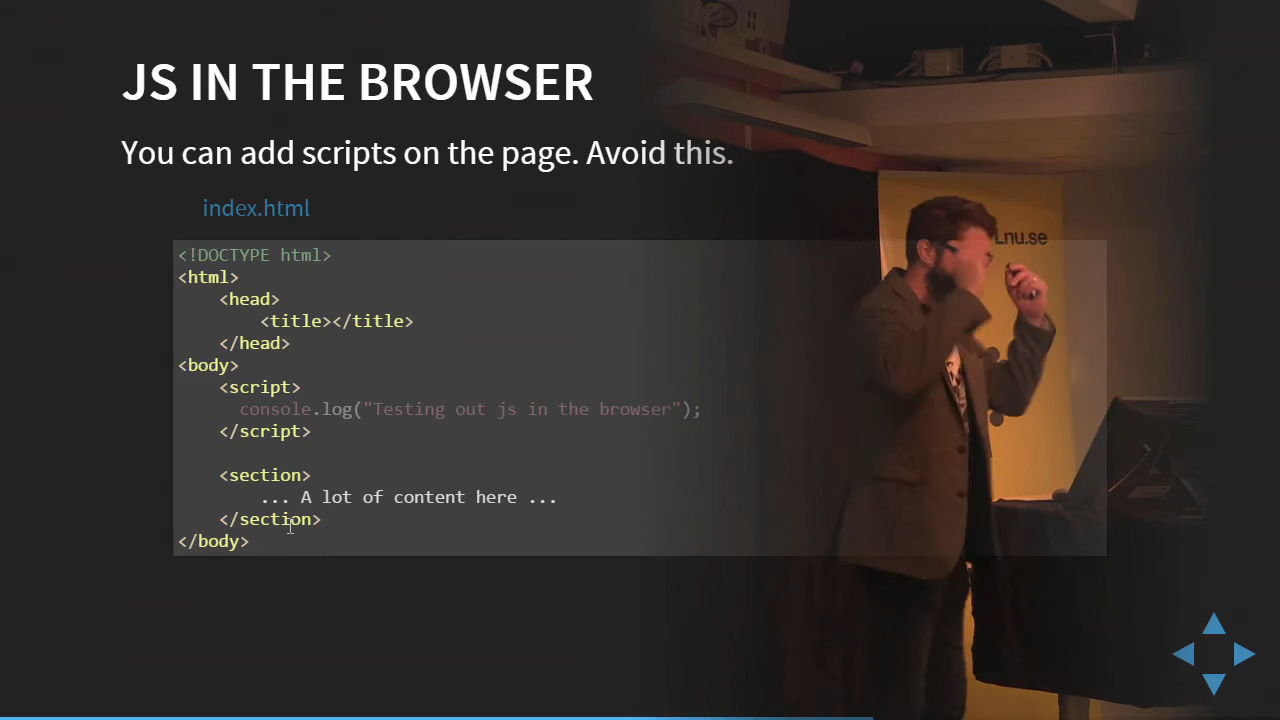 JS IN THE BROWSER
You can add scripts on the page. Avoid this.
index.html
<!DOCTYPE html>
<html>
    <head>
        <title></title>
    </head>
<body>
    <script>
      console.log("Testing out js in the browser");
    </script>
    <section>
        ... A lot of content here ...
    </section>
</body>
Lnu.se